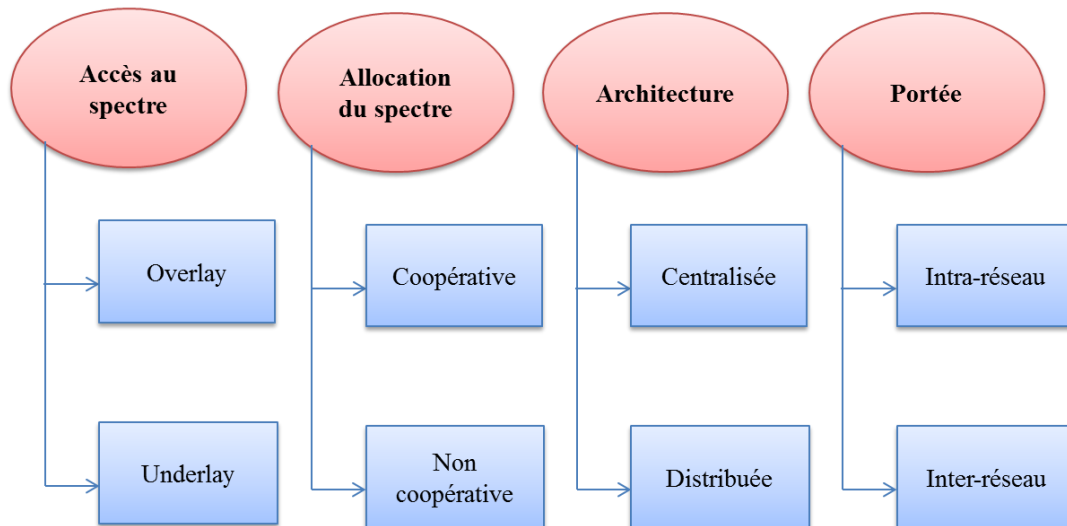 Accès au
spectre
Allocation
du spectre
Architecture
Portée
Overlay
Coopérative
Centralisée
Intra-réseau
Underlay
Non
coopérative
Distribuée
Inter-réseau